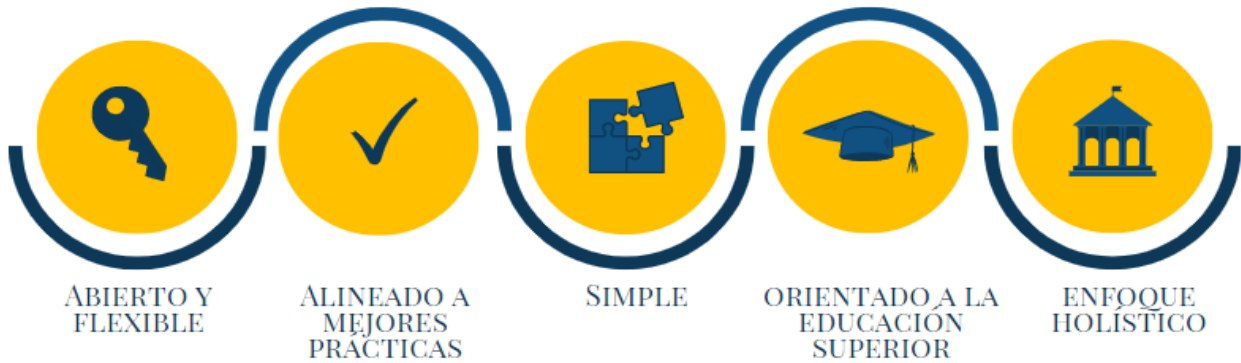 ABIERTO Y
FLEXIBLE
ALINEADO A
MEJORES
PRÁCTICAS
SIMPLE
ORIENTADO A LA
EDUCACIÓN
SUPERIOR
ENFOQUE
HOLÍSTICO